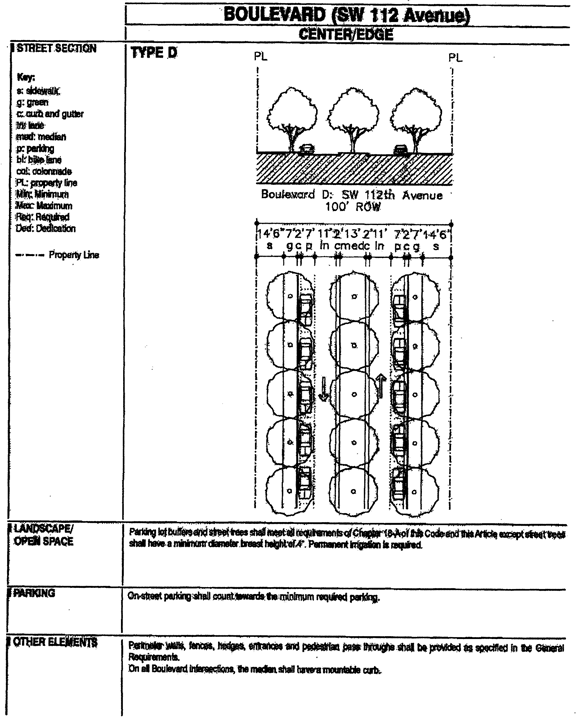 BOULEVARD (SW 112 Avenue)
CENTER/EDGE
STREET SECTION
Key:
s: sidewalk
g: green
c: curb and gutter
ln: lane
med: median
p: parking
bl: bike lane
col: colonnade
PL: property line
Min: Minimum
Max: Maximum
Req: Required
Ded: Dedication
Property Line
TYPE D
PL PL
Boulevard D: SW 112th Avenue
100' ROW
14'6" 7' 2' 7' 11' 2' 13' 2' 11' 7' 2' 7' 14'6"
s g c p ln c med c ln p c g s
LANDSCAPE/
OPEN SPACE
Parking lot buffers and street trees shall meet all requirements of Chapter 18-A of this Code and this Article except street trees
shall have a minimum diameter breast height of 4". Permanent irrigation is required.
PARKING
On-street parking shall count towards the minimum required parking.
OTHER ELEMENTS
Perimeter walls, fences, hedges, entrances and pedestrian pass throughs shall be provided as specified in the General
Requirements.
On all Boulevard intersections, the median shall have a mountable curb.